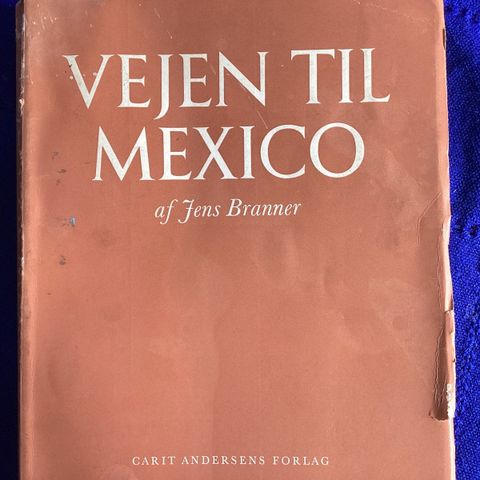 VEJEN TIL
MEXICO
af Jens Branner
CARIT ANDERSENS FORLAG